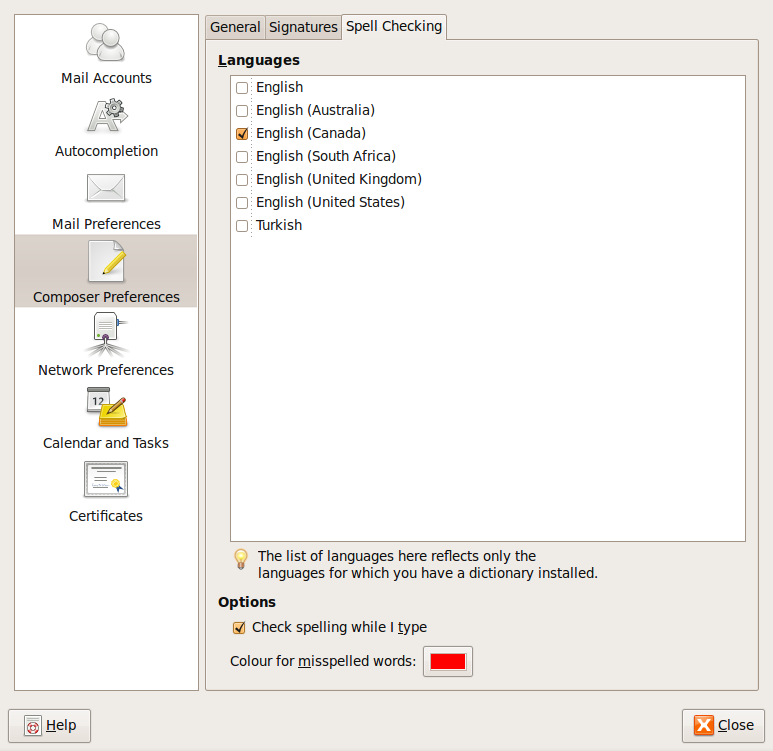 General
Signatures
Spell Checking
Mail Accounts
Autocompletion
Mail Preferences
Composer Preferences
Network Preferences
12
Calendar and Tasks
Certificates
Languages
English
English (Australia)
English (Canada)
English (South Africa)
English (United Kingdom)
English (United States)
Turkish
The list of languages here reflects only the
languages for which you have a dictionary installed.
Options
Check spelling while I type
Colour for misspelled words:
Help
Close